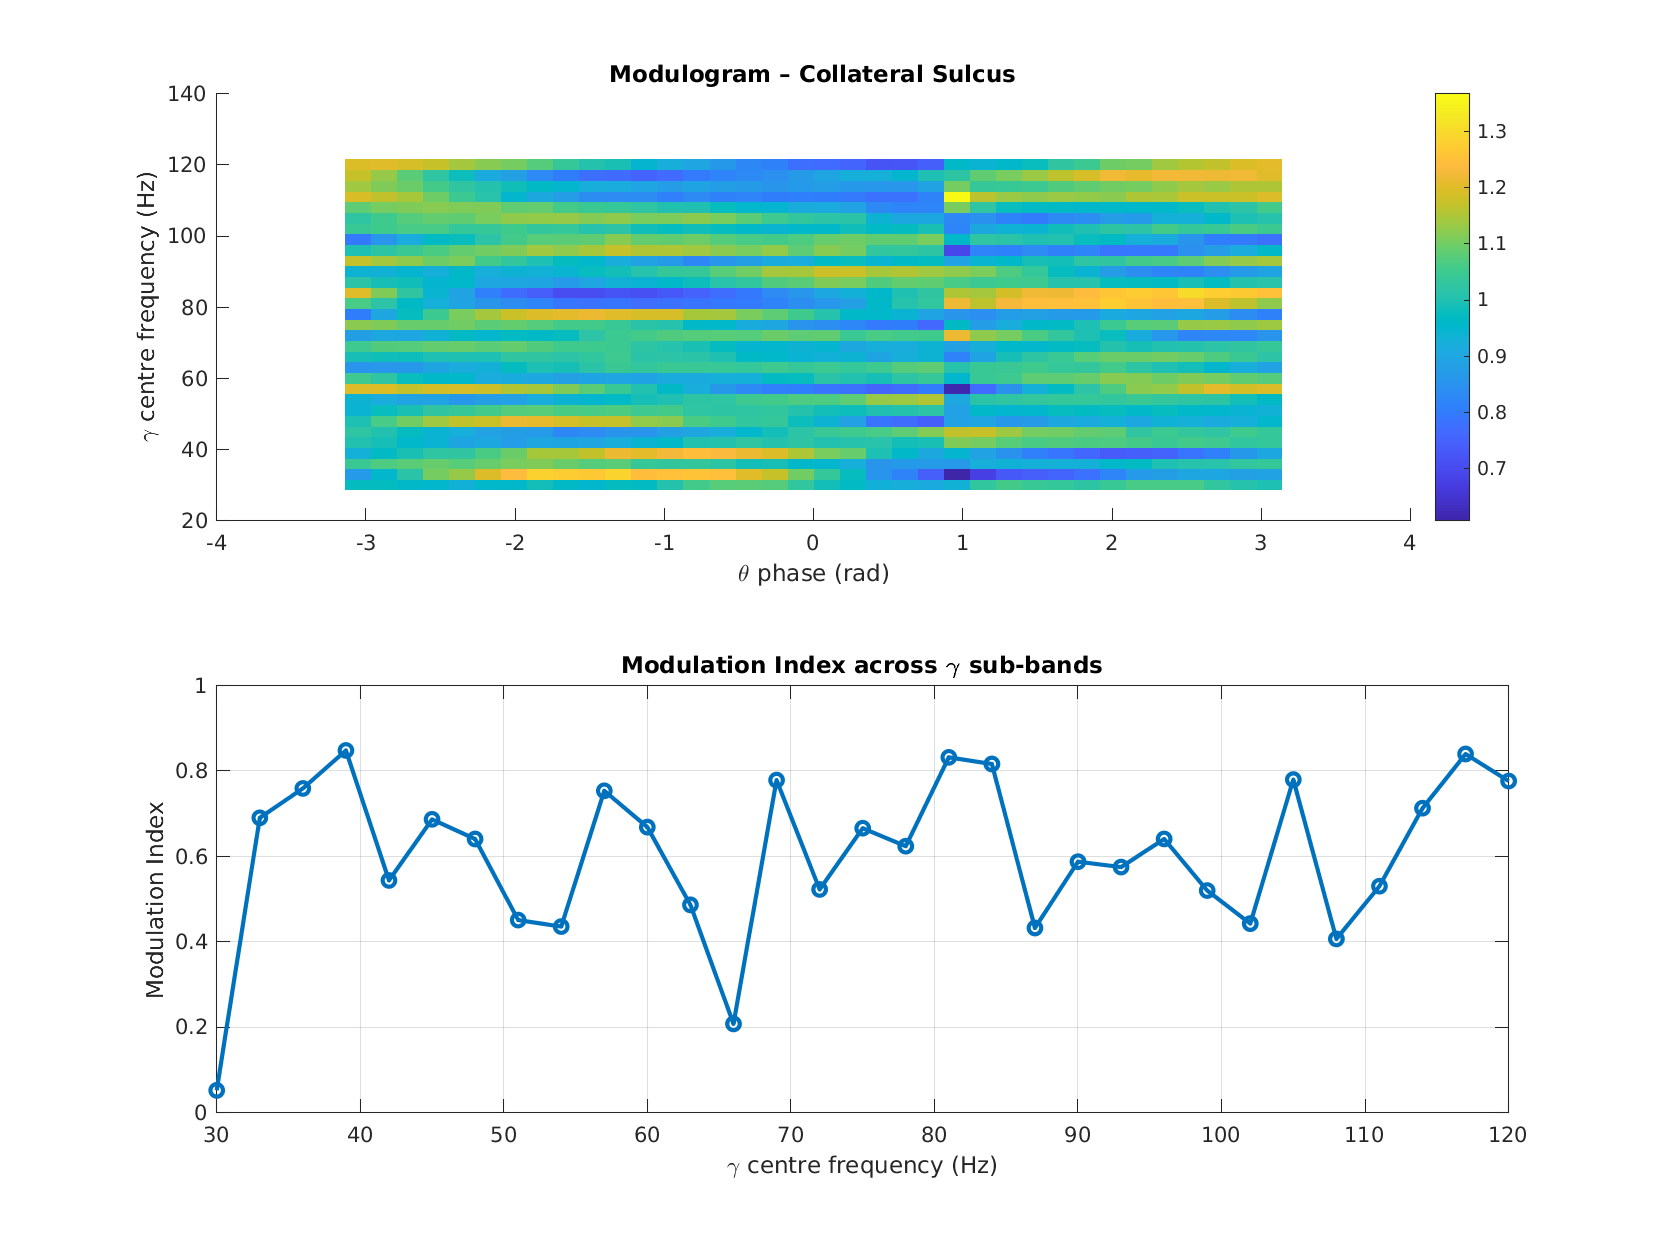 Modulogram – Collateral Sulcus
140
120
100
80
60
40
20
γ centre frequency (Hz)
-4 -3 -2 -1 0 1 2 3 4
θ phase (rad)
1.3
1.2
1.1
1
0.9
0.8
0.7
Modulation Index across γ sub-bands
1
0.8
0.6
0.4
0.2
0
Modulation Index
30 40 50 60 70 80 90 100 110 120
γ centre frequency (Hz)